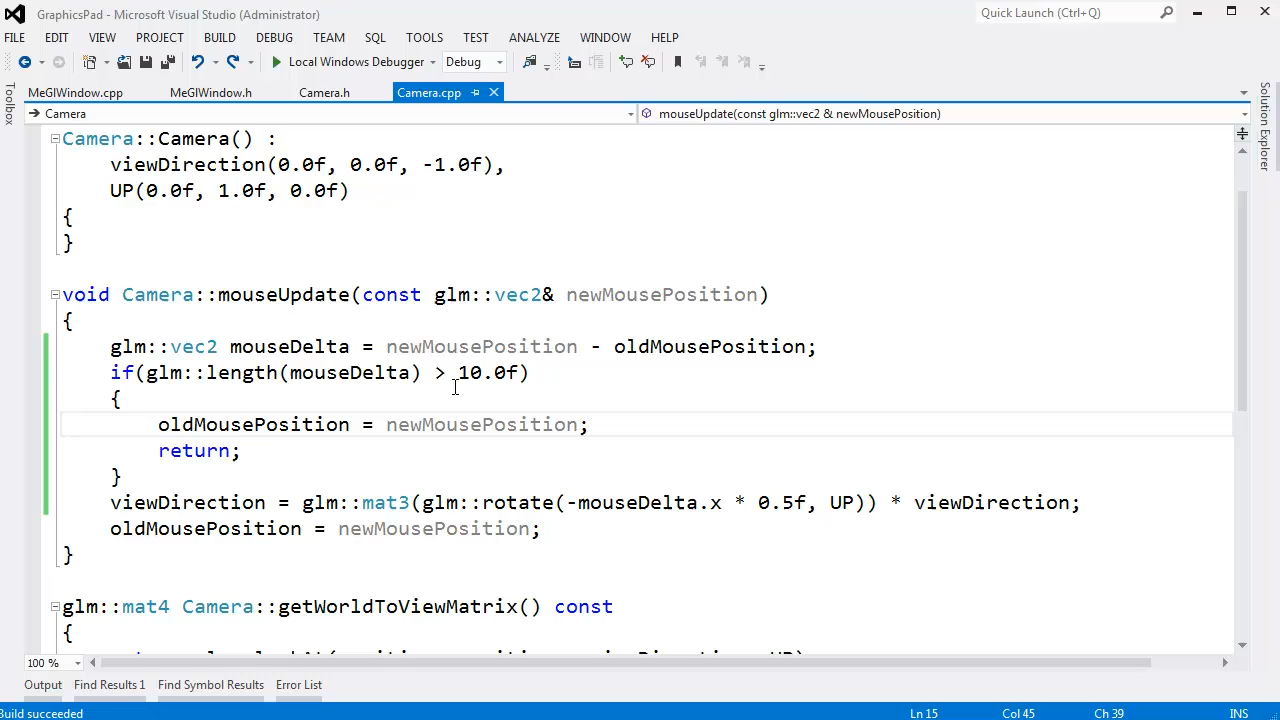 GraphicsPad - Microsoft Visual Studio (Administrator)
Quick Launch (Ctrl+Q)
FILE EDIT VIEW PROJECT BUILD DEBUG TEAM SQL TOOLS TEST ANALYZE WINDOW HELP
Local Windows Debugger Debug
MeGlWindow.cpp MeGlWindow.h Camera.h Camera.cpp
Toolbox
Solution Explorer
Camera mouseUpdate(const glm::vec2 & newMousePosition)
Camera::Camera() :
viewDirection(0.0f, 0.0f, -1.0f),
UP(0.0f, 1.0f, 0.0f)
{
}
void Camera::mouseUpdate(const glm::vec2& newMousePosition)
{
glm::vec2 mouseDelta = newMousePosition - oldMousePosition;
if(glm::length(mouseDelta) > 10.0f)
{
oldMousePosition = newMousePosition;
return;
}
viewDirection = glm::mat3(glm::rotate(-mouseDelta.x * 0.5f, UP)) * viewDirection;
oldMousePosition = newMousePosition;
}
glm::mat4 Camera::getWorldToViewMatrix() const
{
100 %
Output Find Results 1 Find Symbol Results Error List
Build succeeded Ln 15 Col 45 Ch 39 INS